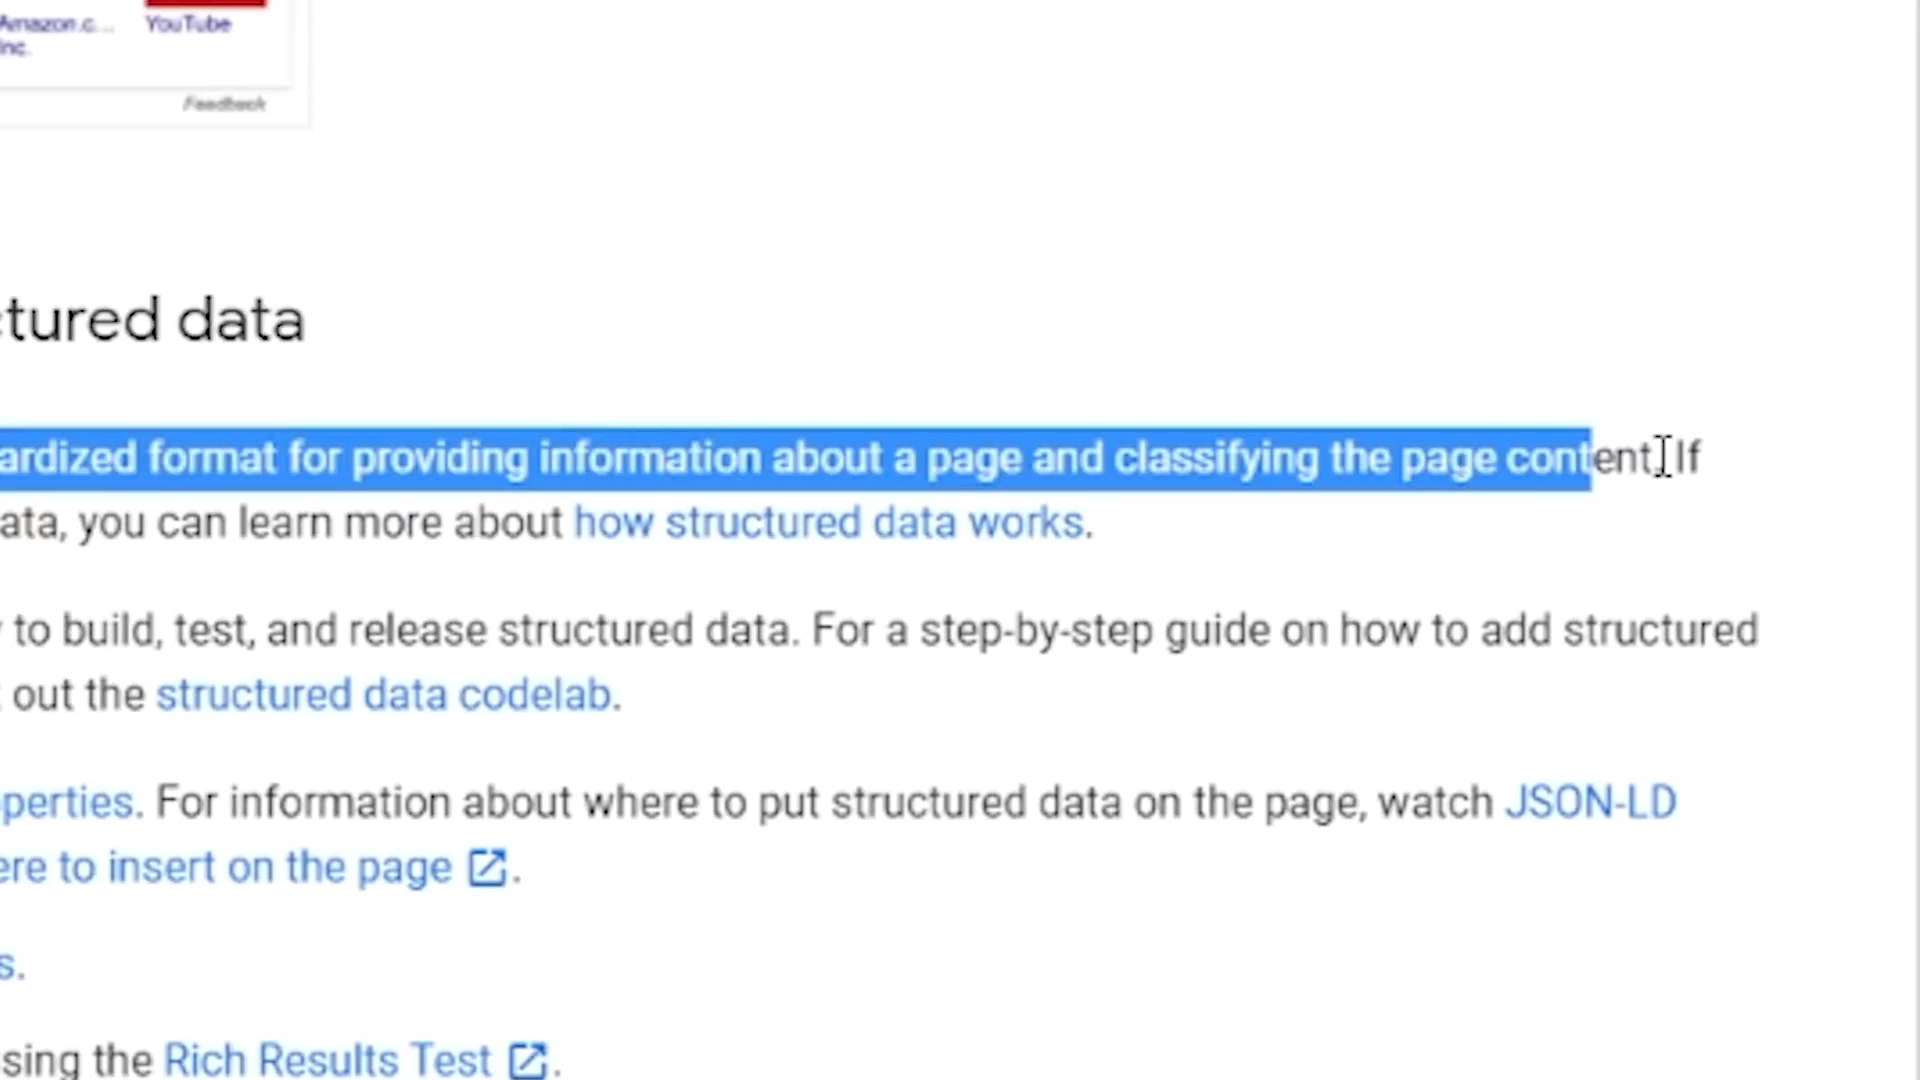 Amazon.c... YouTube
Inc.
Feedback
ctured data
ardized format for providing information about a page and classifying the page content. If
ata, you can learn more about how structured data works.
to build, test, and release structured data. For a step-by-step guide on how to add structured
out the structured data codelab.
perties. For information about where to put structured data on the page, watch JSON-LD
ere to insert on the page.
s.
sing the Rich Results Test.